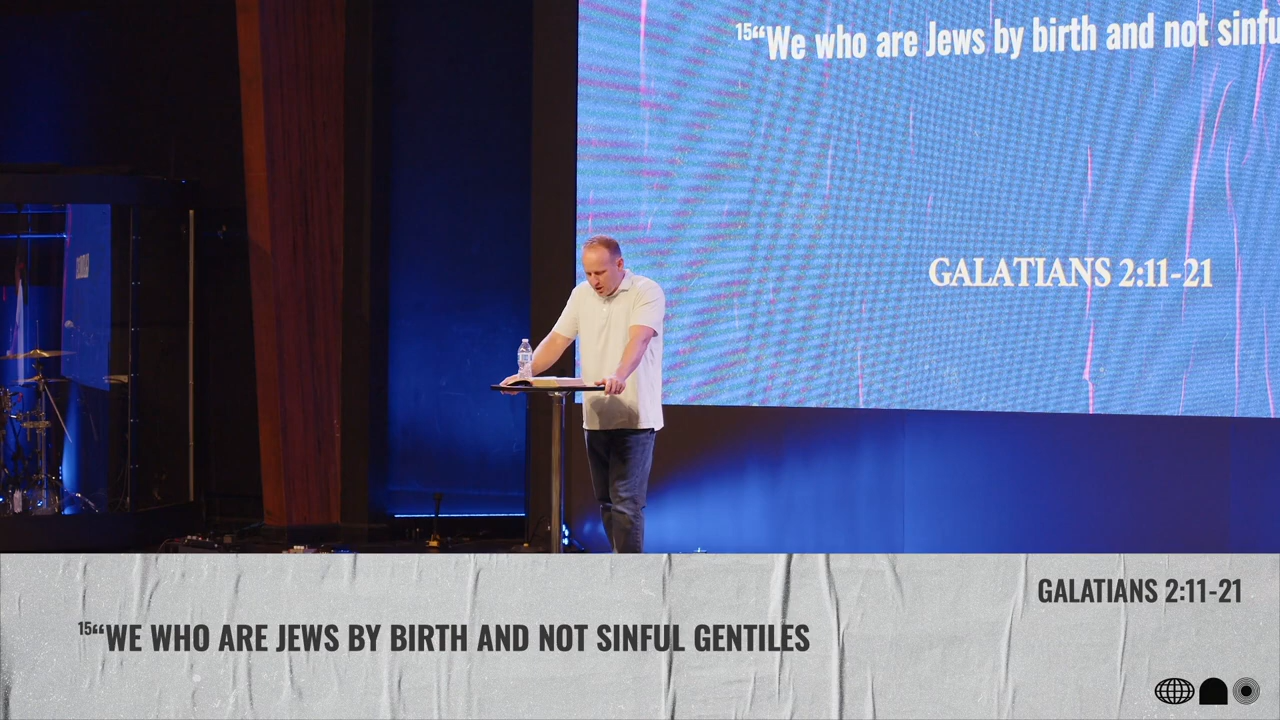 15“We who are Jews by birth and not sinfu
GALATIANS 2:11-21
GALATIANS 2:11-21
15“WE WHO ARE JEWS BY BIRTH AND NOT SINFUL GENTILES